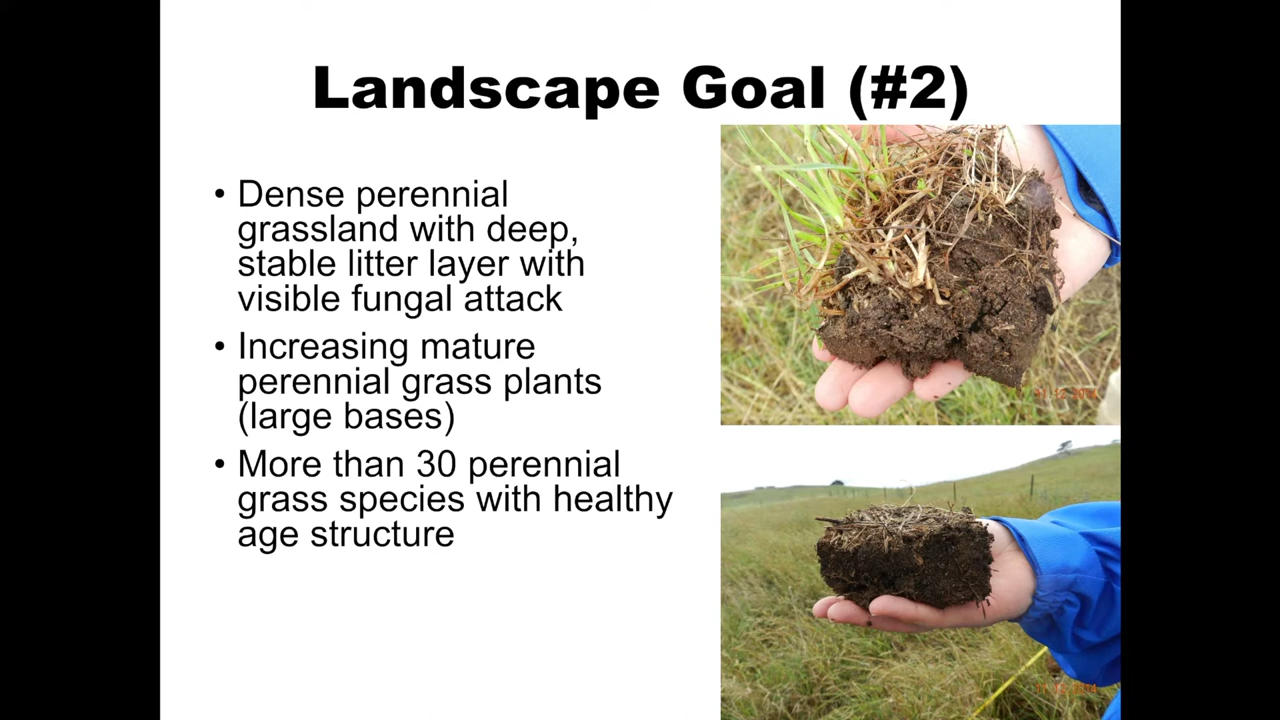 Landscape Goal (#2)
• Dense perennial
grassland with deep,
stable litter layer with
visible fungal attack
• Increasing mature
perennial grass plants
(large bases)
• More than 30 perennial
grass species with healthy
age structure